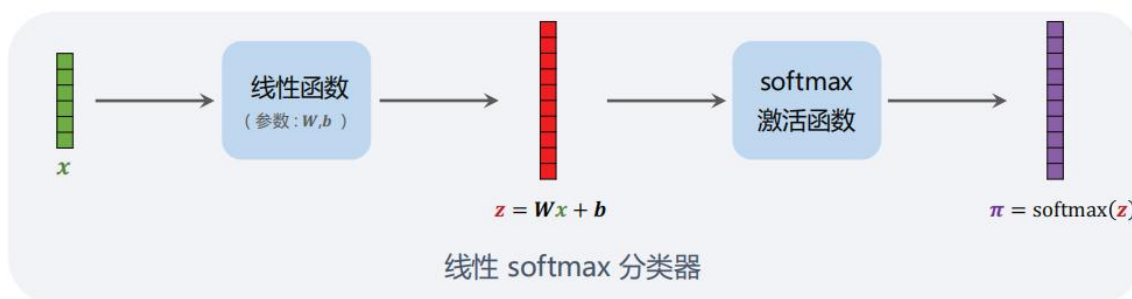 线性函数
（参数：W,b）
softmax
激活函数
x
z = Wx + b
π = softmax(z)
线性 softmax 分类器